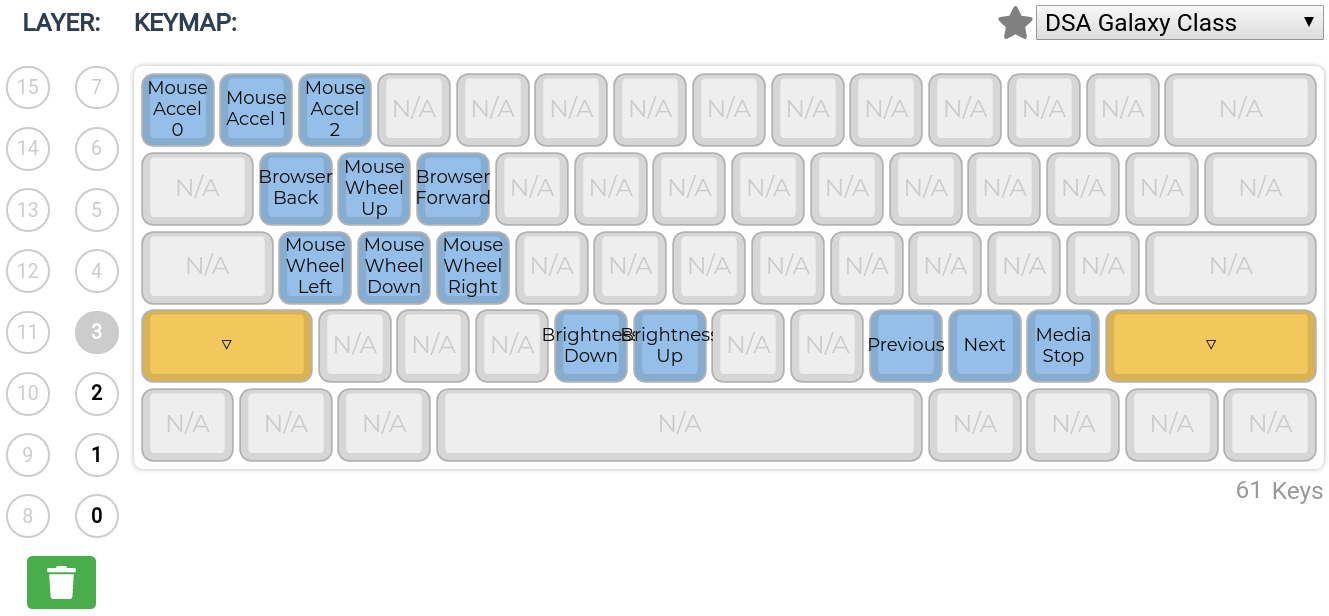 LAYER: KEYMAP: DSA Galaxy Class ▼
15 7
14 6
13 5
12 4
11 3
10 2
9 1
8 0
Mouse Accel 0 Mouse Accel 1 Mouse Accel 2 N/A N/A N/A N/A N/A N/A N/A N/A N/A N/A N/A
N/A Browser Back Mouse Wheel Up Browser Forward N/A N/A N/A N/A N/A N/A N/A N/A N/A N/A
N/A Mouse Wheel Left Mouse Wheel Down Mouse Wheel Right N/A N/A N/A N/A N/A N/A N/A N/A N/A
▽ N/A N/A N/A Brightness Down Brightness Up N/A N/A Previous Next Media Stop ▽
N/A N/A N/A N/A N/A N/A N/A N/A
61 Keys